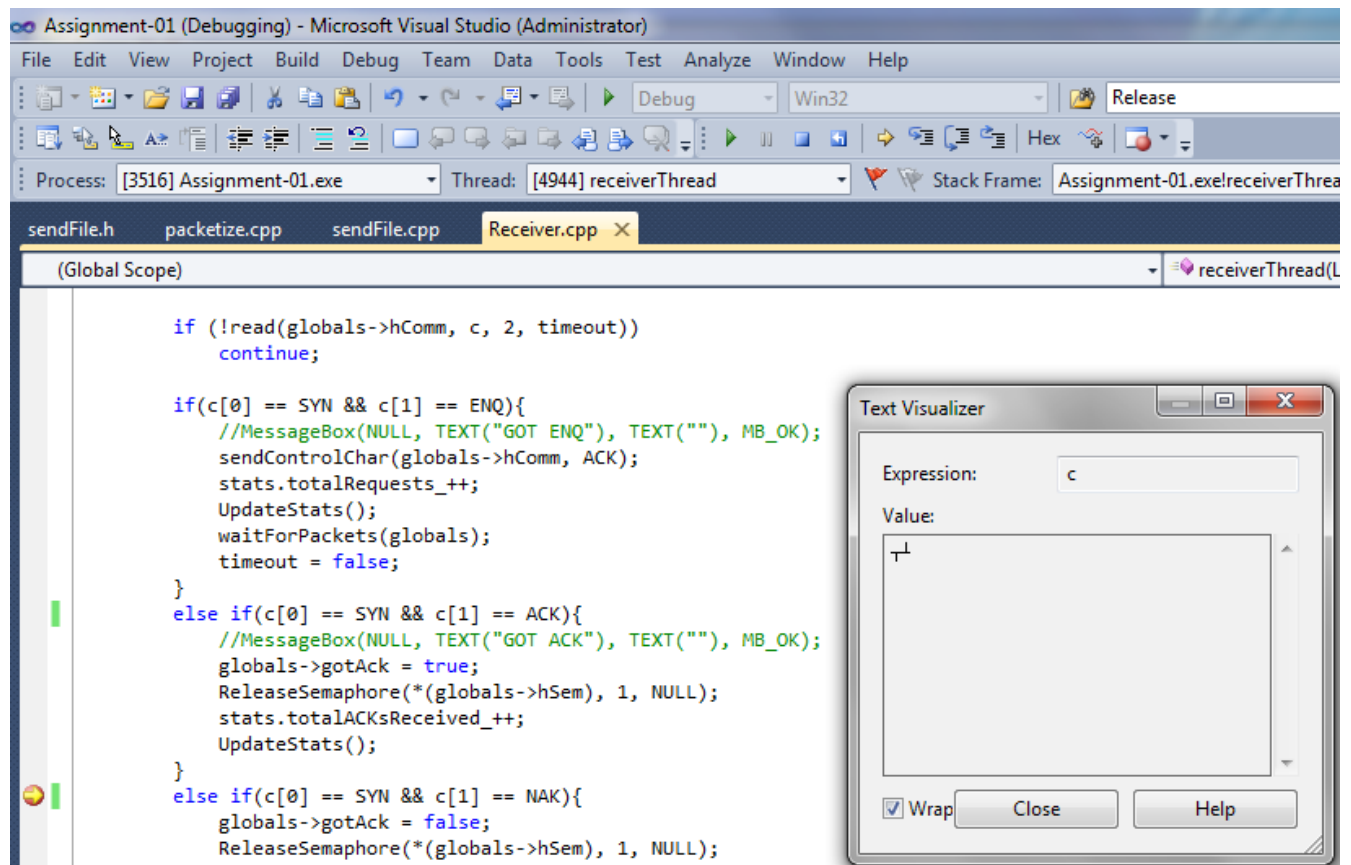 Assignment-01 (Debugging) - Microsoft Visual Studio (Administrator)
File Edit View Project Build Debug Team Data Tools Test Analyze Window Help
Debug Win32 Release
Hex
Process: [3516] Assignment-01.exe Thread: [4944] receiverThread Stack Frame: Assignment-01.exe!receiverThrea
sendFile.h packetize.cpp sendFile.cpp Receiver.cpp
(Global Scope) receiverThread(L
if (!read(globals->hComm, c, 2, timeout))
continue;
if(c[0] == SYN && c[1] == ENQ){
//MessageBox(NULL, TEXT("GOT ENQ"), TEXT(""), MB_OK);
sendControlChar(globals->hComm, ACK);
stats.totalRequests_++;
UpdateStats();
waitForPackets(globals);
timeout = false;
}
else if(c[0] == SYN && c[1] == ACK){
//MessageBox(NULL, TEXT("GOT ACK"), TEXT(""), MB_OK);
globals->gotAck = true;
ReleaseSemaphore(*(globals->hSem), 1, NULL);
stats.totalACKsReceived_++;
UpdateStats();
}
else if(c[0] == SYN && c[1] == NAK){
globals->gotAck = false;
ReleaseSemaphore(*(globals->hSem), 1, NULL);
Text Visualizer
Expression: c
Value:
┬┴
Wrap Close Help